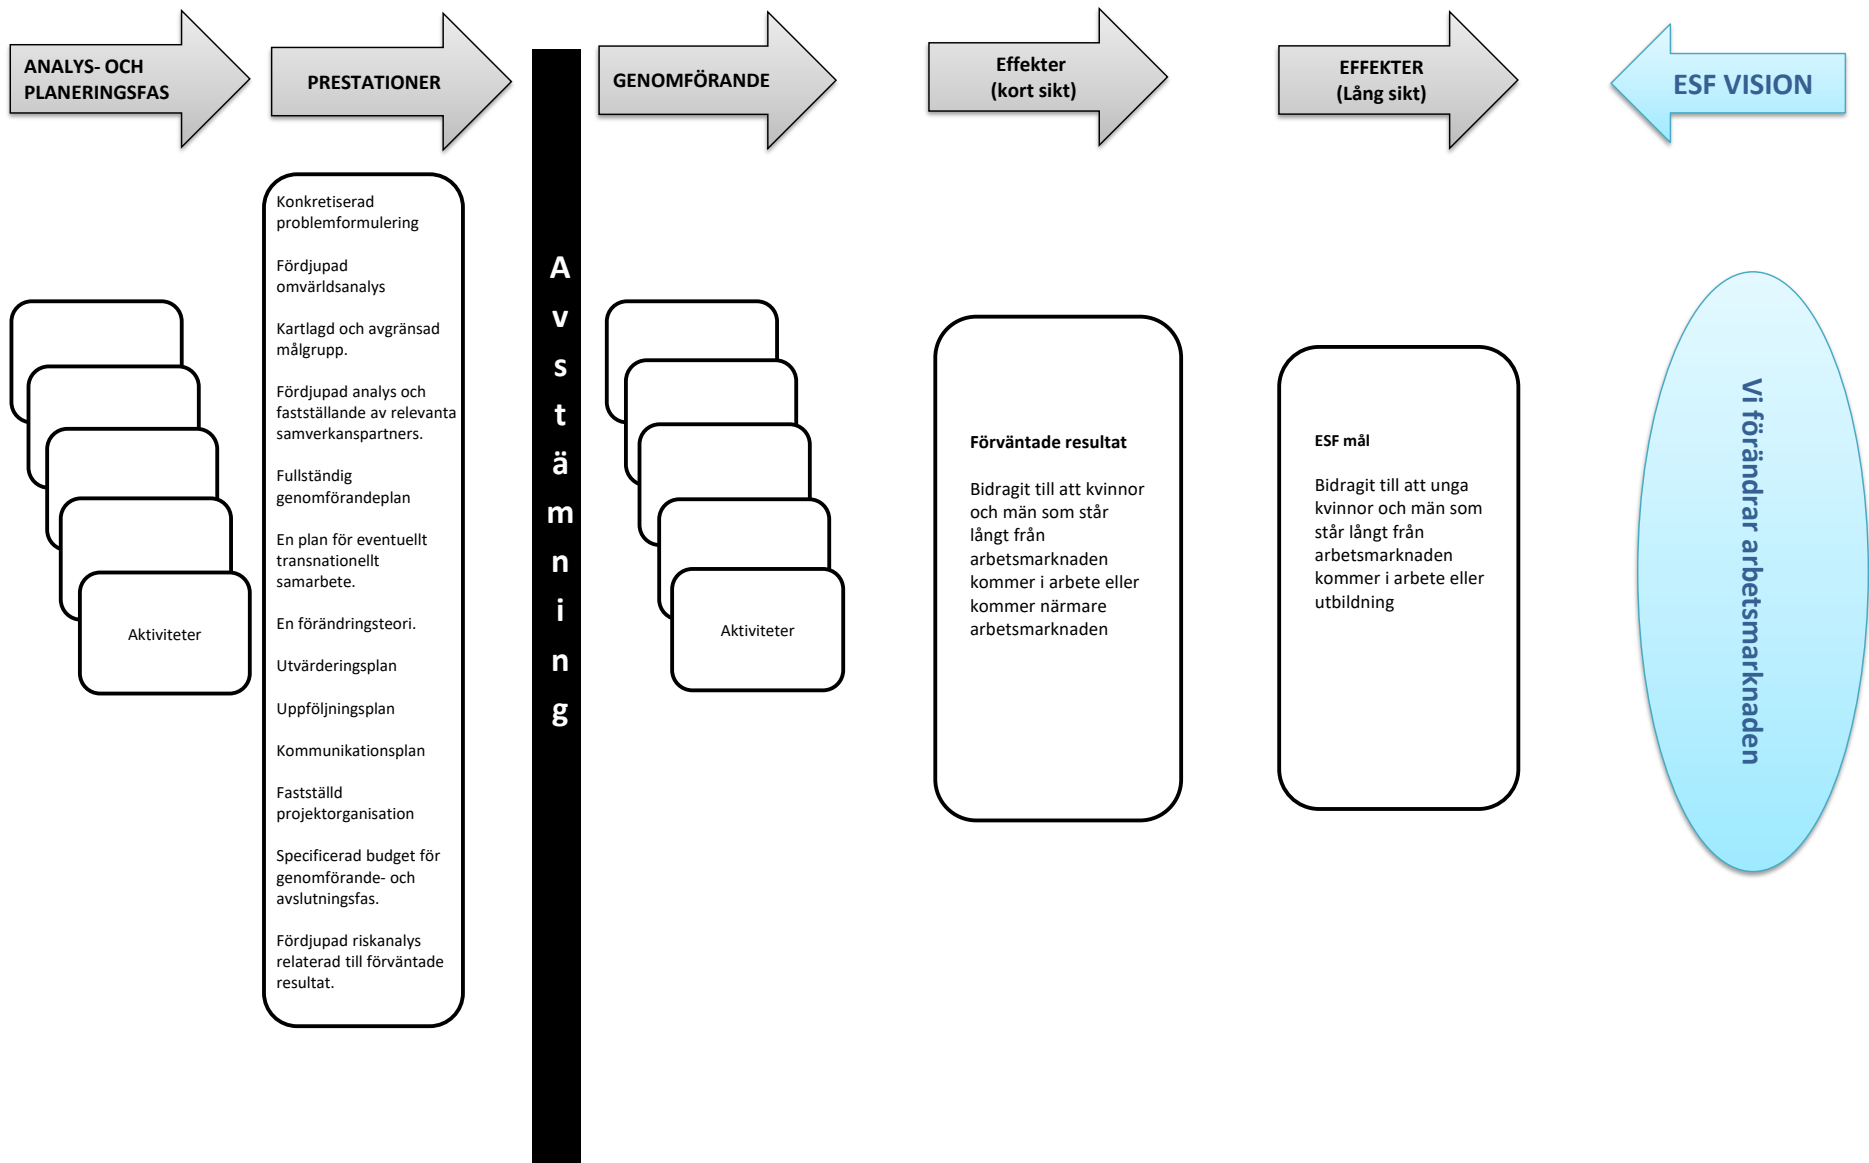 ANALYS- OCH
PLANERINGSFAS
PRESTATIONER
GENOMFÖRANDE
Effekter
(kort sikt)
EFFEKTER
(Lång sikt)
ESF VISION
Aktiviteter
Konkretiserad
problemformulering
Fördjupad
omvärldsanalys
Kartlagd och avgränsad
målgrupp.
Fördjupad analys och
fastställande av relevanta
samverkanspartners.
Fullständig
genomförandeplan
En plan för eventuellt
transnationellt
samarbete.
En förändringsteori.
Utvärderingsplan
Uppföljningsplan
Kommunikationsplan
Fastställd
projektorganisation
Specificerad budget för
genomförande- och
avslutningsfas.
Fördjupad riskanalys
relaterad till förväntade
resultat.
Avstämning
Aktiviteter
Förväntade resultat
Bidragit till att kvinnor
och män som står
långt från
arbetsmarknaden
kommer i arbete eller
kommer närmare
arbetsmarknaden
ESF mål
Bidragit till att unga
kvinnor och män som
står långt från
arbetsmarknaden
kommer i arbete eller
utbildning
Vi förändrar arbetsmarknaden